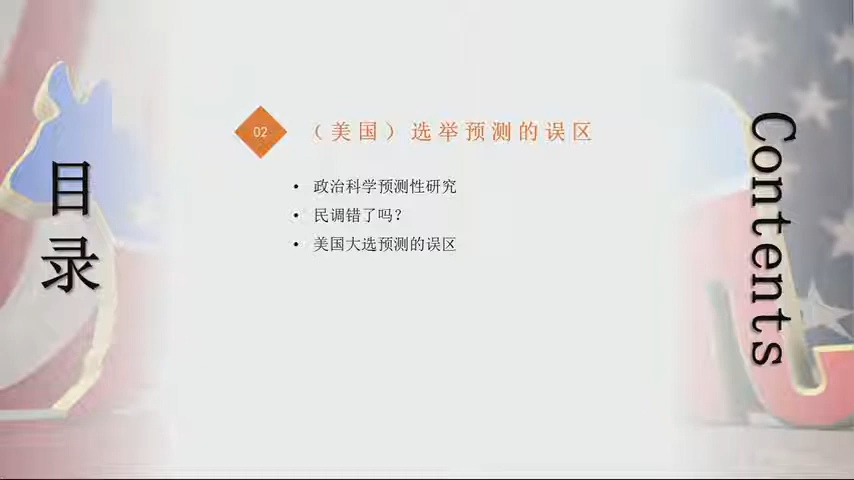 目录
02
（美国）选举预测的误区
• 政治科学预测性研究
• 民调错了吗？
• 美国大选预测的误区
Contents